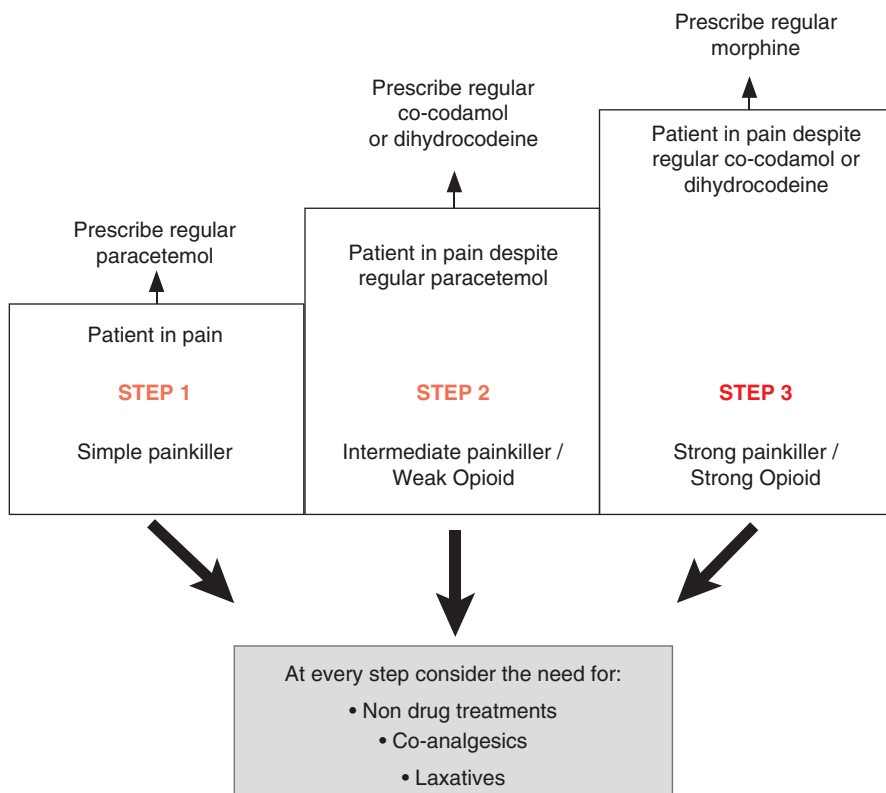 Prescribe regular
paracetemol
Patient in pain
STEP 1
Simple painkiller
Prescribe regular
co-codamol
or dihydrocodeine
Patient in pain despite
regular paracetemol
STEP 2
Intermediate painkiller /
Weak Opioid
Prescribe regular
morphine
Patient in pain despite
regular co-codamol or
dihydrocodeine
STEP 3
Strong painkiller /
Strong Opioid
At every step consider the need for:
• Non drug treatments
• Co-analgesics
• Laxatives